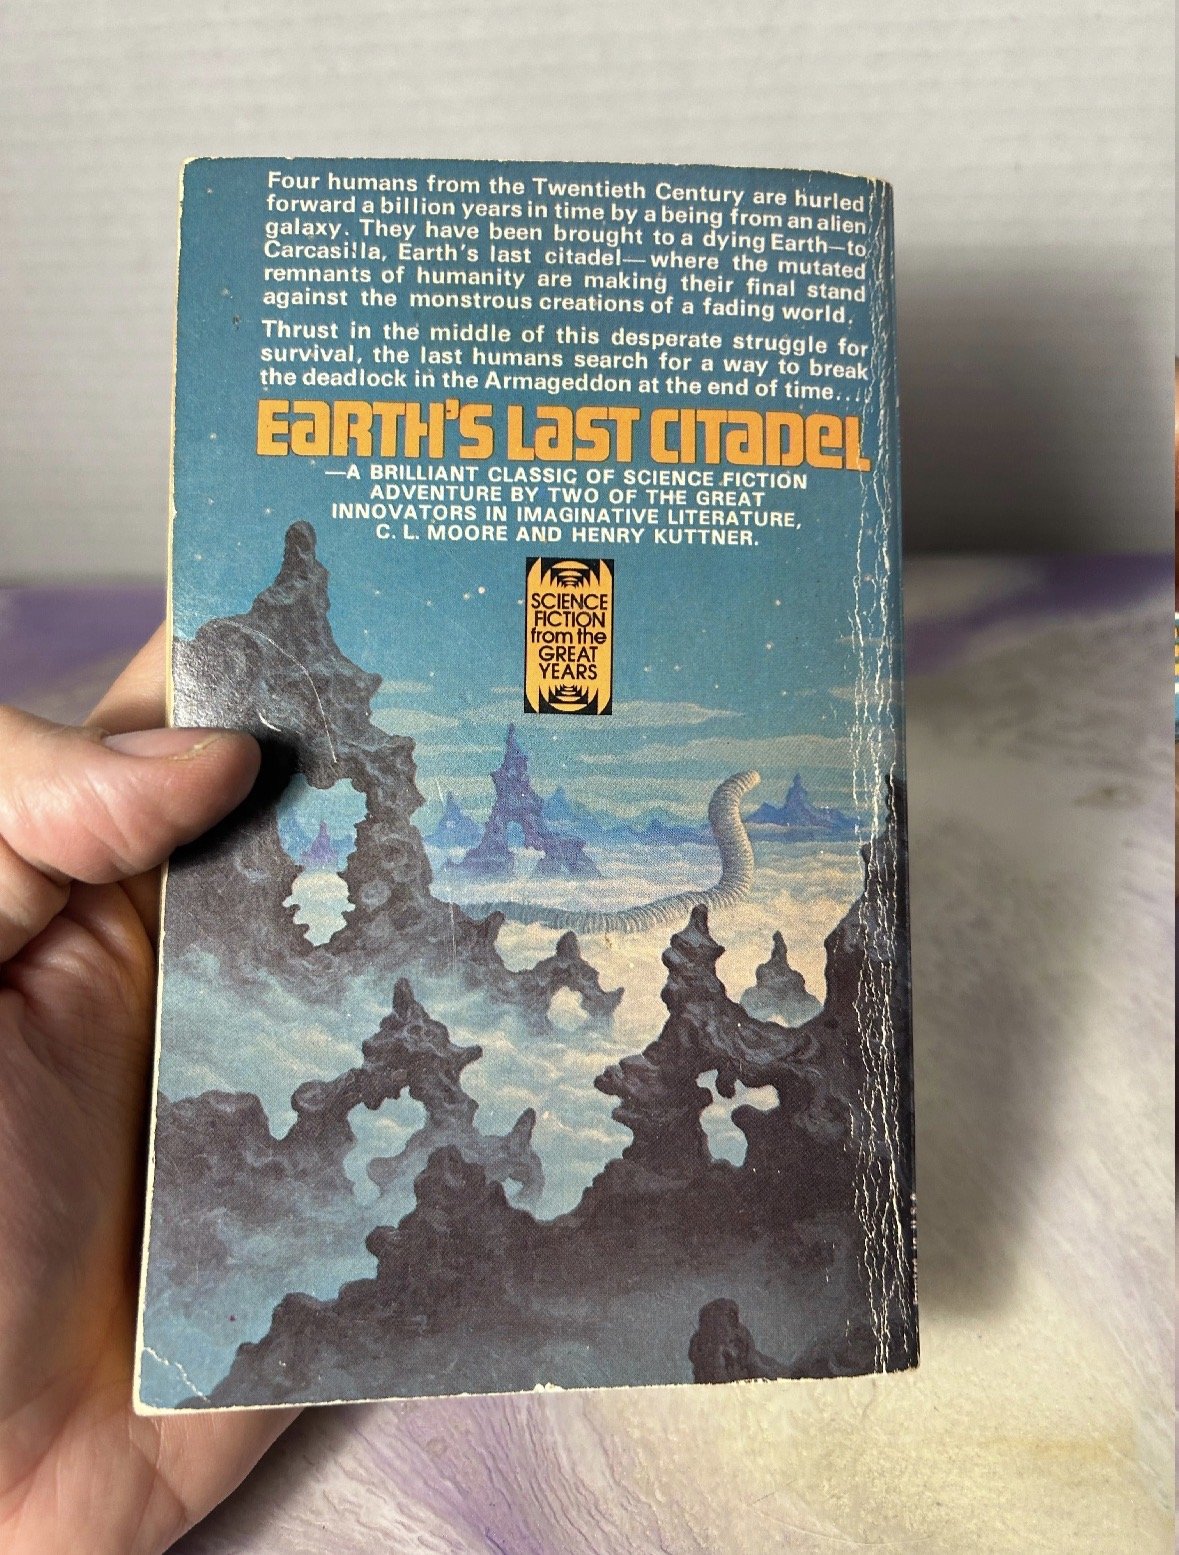 Four humans from the Twentieth Century are hurled
forward a billion years in time by a being from an alien
galaxy. They have been brought to a dying Earth—to
Carcasilla, Earth's last citadel—where the mutated
remnants of humanity are making their final stand
against the monstrous creations of a fading world.
Thrust in the middle of this desperate struggle for
survival, the last humans search for a way to break
the deadlock in the Armageddon at the end of time....
EARTH'S LAST CITADEL
—A BRILLIANT CLASSIC OF SCIENCE FICTION
ADVENTURE BY TWO OF THE GREAT
INNOVATORS IN IMAGINATIVE LITERATURE,
C. L. MOORE AND HENRY KUTTNER.
SCIENCE
FICTION
from the
GREAT
YEARS